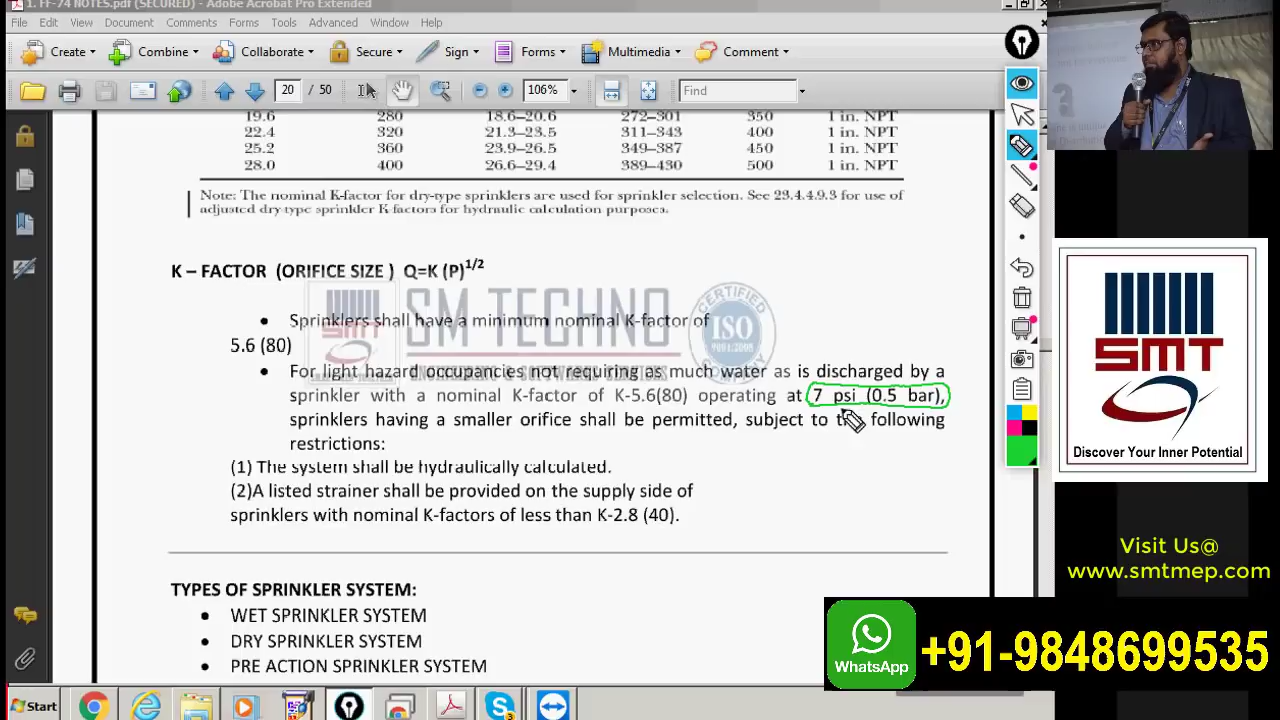 1. FF-74 NOTES.pdf (SECURED) - Adobe Acrobat Pro Extended
File Edit View Document Comments Forms Tools Advanced Window Help
Create Combine Collaborate Secure Sign Forms Multimedia Comment
20 / 50 106% Find
19.6 280 18.6–20.6 272–301 350 1 in. NPT
22.4 320 21.3–23.5 311–343 400 1 in. NPT
25.2 360 23.9–26.5 349–387 450 1 in. NPT
28.0 400 26.6–29.4 389–430 500 1 in. NPT
Note: The nominal K-factor for dry-type sprinklers are used for sprinkler selection. See 23.4.4.9.3 for use of
adjusted dry-type sprinkler K-factors for hydraulic calculation purposes.
K – FACTOR (ORIFICE SIZE ) Q=K (P)1/2
SM TECHNO
CERTIFIED
ISO
9001:2008
SMT
• Sprinklers shall have a minimum nominal K-factor of
5.6 (80)
• For light hazard occupancies not requiring as much water as is discharged by a
sprinkler with a nominal K-factor of K-5.6(80) operating at 7 psi (0.5 bar),
sprinklers having a smaller orifice shall be permitted, subject to the following
restrictions:
(1) The system shall be hydraulically calculated.
(2)A listed strainer shall be provided on the supply side of
sprinklers with nominal K-factors of less than K-2.8 (40).
TYPES OF SPRINKLER SYSTEM:
• WET SPRINKLER SYSTEM
• DRY SPRINKLER SYSTEM
• PRE ACTION SPRINKLER SYSTEM
SMT
Discover Your Inner Potential
Visit Us@
www.smtmep.com
WhatsApp
+91-9848699535
Start